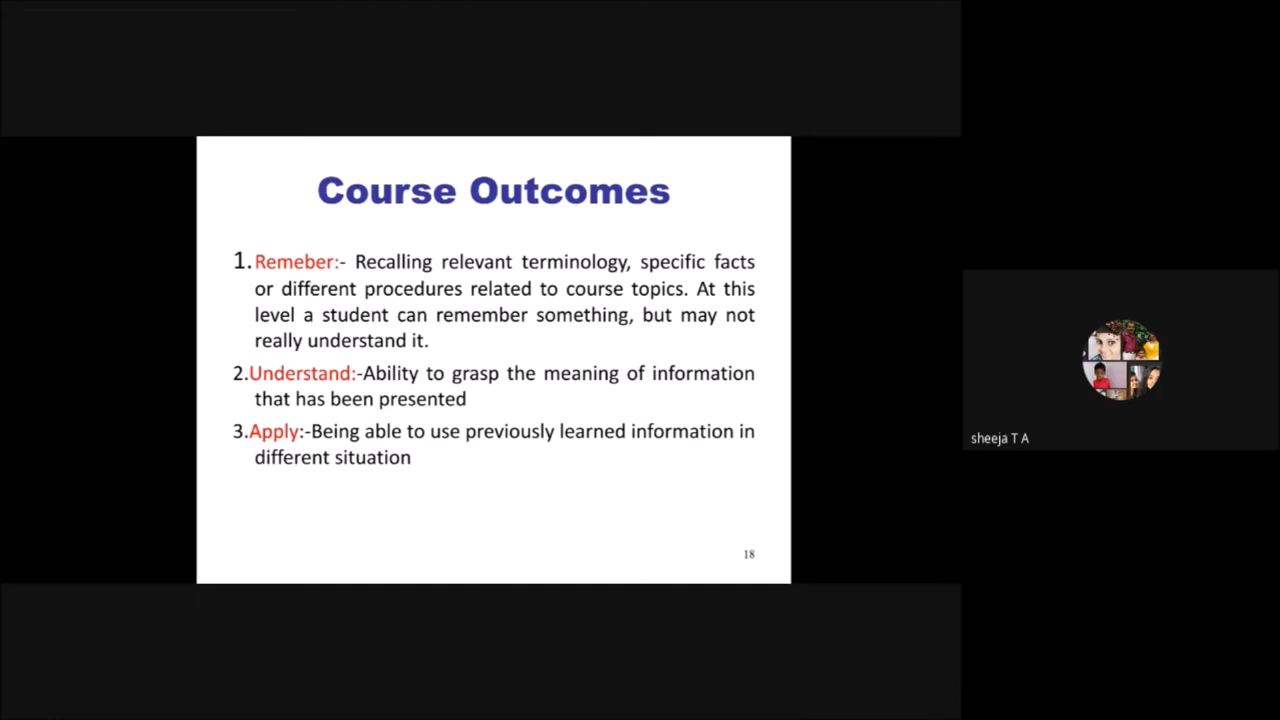 Course Outcomes
1. Remeber:- Recalling relevant terminology, specific facts
or different procedures related to course topics. At this
level a student can remember something, but may not
really understand it.
2.Understand:-Ability to grasp the meaning of information
that has been presented
3.Apply:-Being able to use previously learned information in
different situation
18
sheeja T A